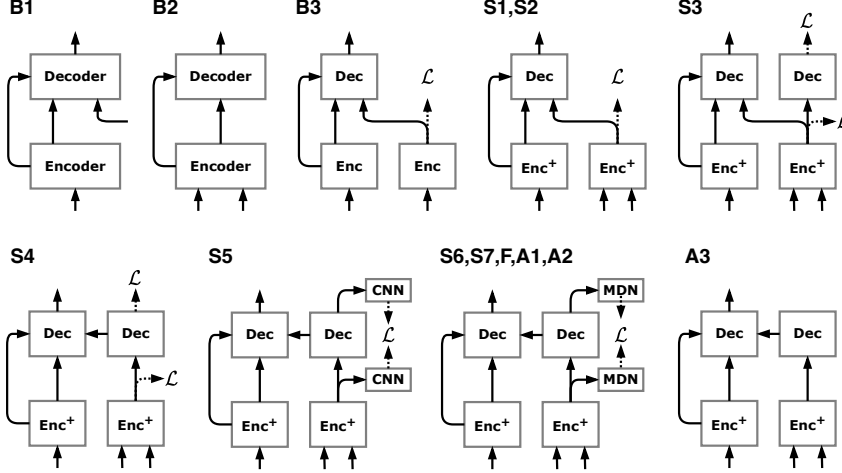 B1
B2
B3
S1,S2
S3
Decoder
Encoder
Decoder
Encoder
Dec
ℒ
Enc
Enc
Dec
ℒ
Enc+
Enc+
ℒ
Dec
Dec
ℒ
Enc+
Enc+
S4
S5
S6,S7,F,A1,A2
A3
ℒ
Dec
Dec
ℒ
Enc+
Enc+
CNN
Dec
Dec
ℒ
CNN
Enc+
Enc+
MDN
Dec
Dec
ℒ
MDN
Enc+
Enc+
Dec
Dec
Enc+
Enc+